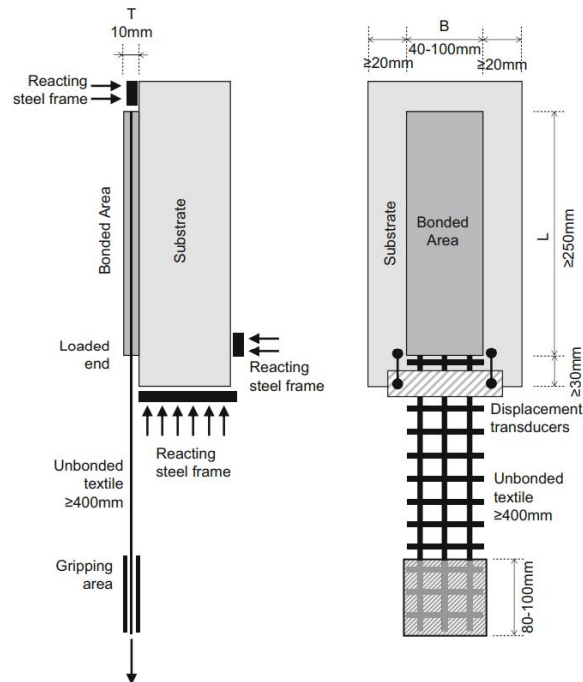 T
10mm
Reacting
steel frame
Bonded Area
Substrate
Loaded
end
Reacting
steel frame
Reacting
steel frame
Unbonded
textile
≥400mm
Gripping
area
B
40-100mm
≥20mm
≥20mm
Substrate
Bonded
Area
L
≥250mm
≥30mm
Displacement
transducers
Unbonded
textile
≥400mm
80-100mm